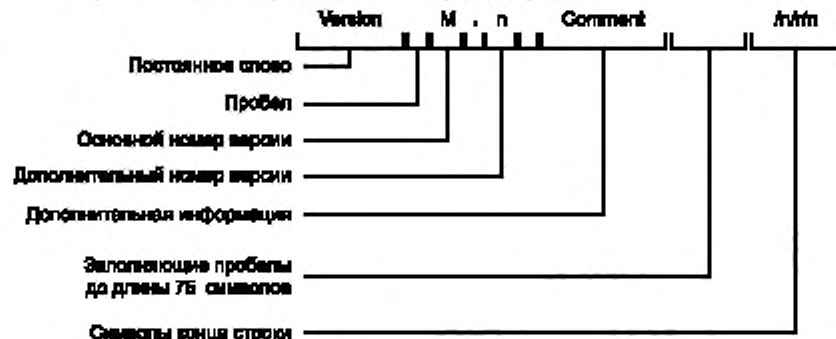 Version M . n Comment /r/r/n
Постоянное слово
Пробел
Основной номер версии
Дополнительный номер версии
Дополнительная информация
Заполняющие пробелы
до длины 75 символов
Символы конца строки